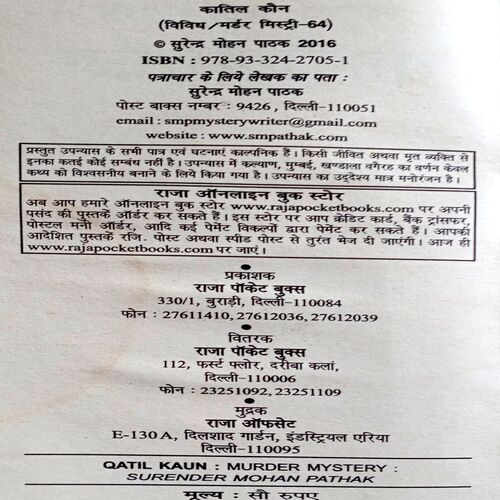 कातिल कौन
(विविध/मर्डर मिस्ट्री-64)
© सुरेन्द्र मोहन पाठक 2016
ISBN : 978-93-324-2705-1
पत्राचार के लिये लेखक का पता :
सुरेन्द्र मोहन पाठक
पोस्ट बाक्स नम्बर : 9426, दिल्ली-110051
email : smpmysterywriter@gmail.com
website : www.smpathak.com
प्रस्तुत उपन्यास के सभी पात्र एवं घटनाएं काल्पनिक हैं। किसी जीवित अथवा मृत व्यक्ति से
इनका कतई कोई सम्बंध नहीं है। उपन्यास में कल्याण, मुम्बई, खण्डाला वगैरह का वर्णन केवल
कथ्य को विश्वसनीय बनाने के लिये किया गया है। उपन्यास का उद्देश्य मात्र मनोरंजन है।
राजा ऑनलाइन बुक स्टोर
अब आप हमारे ऑनलाइन बुक स्टोर www.rajapocketbooks.com पर अपनी
पसंद की पुस्तकें ऑर्डर कर सकते हैं। इस स्टोर पर आप क्रेडिट कार्ड, बैंक ट्रांसफर,
पोस्टल मनी ऑर्डर, आदि कई पेमेंट विकल्पों द्वारा पेमेंट कर सकते हैं। आपकी
आदेशित पुस्तकें रजि. पोस्ट अथवा स्पीड पोस्ट से तुरंत भेज दी जाएंगी। आज ही
www.rajapocketbooks.com पर जाएं।
प्रकाशक
राजा पॉकेट बुक्स
330/1, बुराड़ी, दिल्ली-110084
फोन : 27611410, 27612036, 27612039
वितरक
राजा पॉकेट बुक्स
112, फर्स्ट फ्लोर, दरीबा कलां,
दिल्ली-110006
फोन : 23251092, 23251109
मुद्रक
राजा ऑफसेट
E-130 A, दिलशाद गार्डन, इंडस्ट्रियल एरिया
दिल्ली-110095
QATIL KAUN : MURDER MYSTERY :
SURENDER MOHAN PATHAK
मूल्य : सौ रुपए